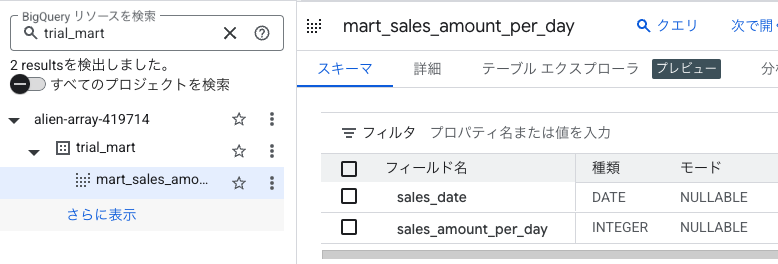 BigQuery リソースを検索
trial_mart
2 resultsを検出しました。
すべてのプロジェクトを検索
alien-array-419714
trial_mart
mart_sales_amo...
さらに表示
mart_sales_amount_per_day
クエリ
次で開く
スキーマ
詳細
テーブル エクスプローラ
プレビュー
分析
フィルタ プロパティ名または値を入力
フィールド名 種類 モード
sales_date DATE NULLABLE
sales_amount_per_day INTEGER NULLABLE